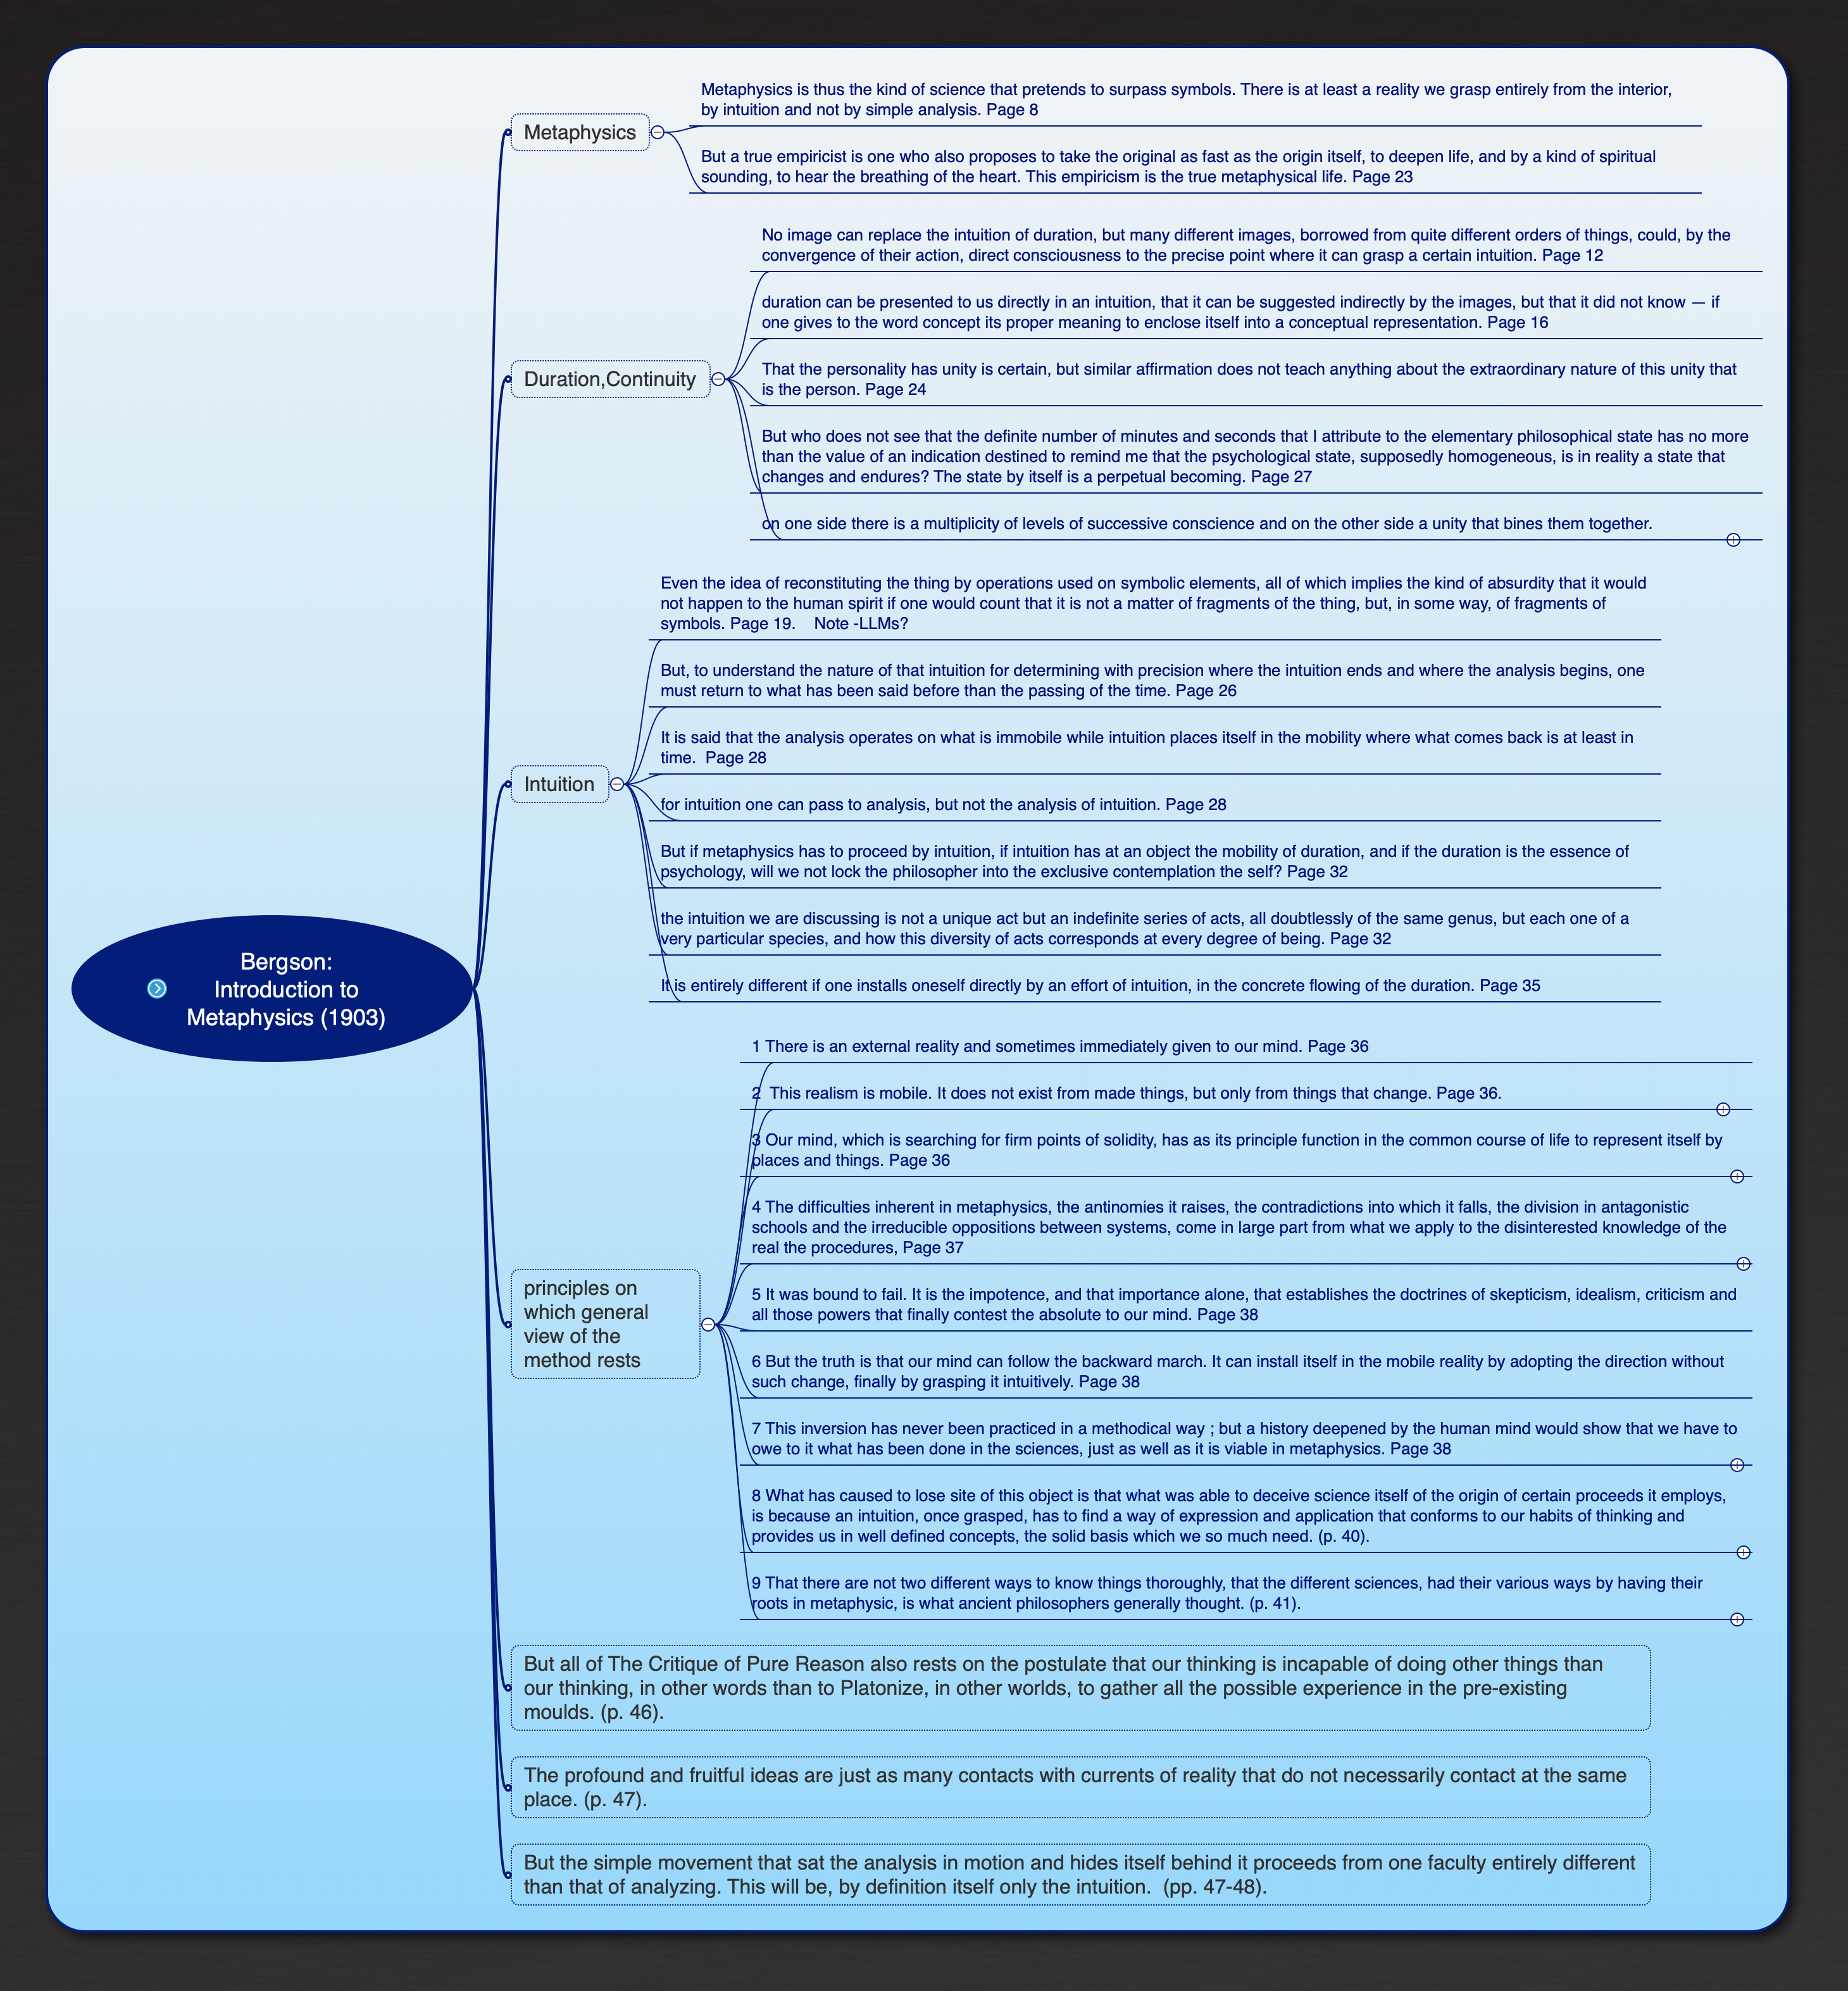 Metaphysics is thus the kind of science that pretends to surpass symbols. There is at least a reality we grasp entirely from the interior,
by intuition and not by simple analysis. Page 8
Metaphysics
But a true empiricist is one who also proposes to take the original as fast as the origin itself, to deepen life, and by a kind of spiritual
sounding, to hear the breathing of the heart. This empiricism is the true metaphysical life. Page 23
No image can replace the intuition of duration, but many different images, borrowed from quite different orders of things, could, by the
convergence of their action, direct consciousness to the precise point where it can grasp a certain intuition. Page 12
duration can be presented to us directly in an intuition, that it can be suggested indirectly by the images, but that it did not know — if
one gives to the word concept its proper meaning to enclose itself into a conceptual representation. Page 16
Duration,Continuity
That the personality has unity is certain, but similar affirmation does not teach anything about the extraordinary nature of this unity that
is the person. Page 24
But who does not see that the definite number of minutes and seconds that I attribute to the elementary philosophical state has no more
than the value of an indication destined to remind me that the psychological state, supposedly homogeneous, is in reality a state that
changes and endures? The state by itself is a perpetual becoming. Page 27
on one side there is a multiplicity of levels of successive conscience and on the other side a unity that bines them together.
Even the idea of reconstituting the thing by operations used on symbolic elements, all of which implies the kind of absurdity that it would
not happen to the human spirit if one would count that it is not a matter of fragments of the thing, but, in some way, of fragments of
symbols. Page 19.    Note -LLMs?
But, to understand the nature of that intuition for determining with precision where the intuition ends and where the analysis begins, one
must return to what has been said before than the passing of the time. Page 26
It is said that the analysis operates on what is immobile while intuition places itself in the mobility where what comes back is at least in
time.  Page 28
Intuition
for intuition one can pass to analysis, but not the analysis of intuition. Page 28
But if metaphysics has to proceed by intuition, if intuition has at an object the mobility of duration, and if the duration is the essence of
psychology, will we not lock the philosopher into the exclusive contemplation the self? Page 32
the intuition we are discussing is not a unique act but an indefinite series of acts, all doubtlessly of the same genus, but each one of a
very particular species, and how this diversity of acts corresponds at every degree of being. Page 32
It is entirely different if one installs oneself directly by an effort of intuition, in the concrete flowing of the duration. Page 35
Bergson:
Introduction to
Metaphysics (1903)
1 There is an external reality and sometimes immediately given to our mind. Page 36
2  This realism is mobile. It does not exist from made things, but only from things that change. Page 36.
3 Our mind, which is searching for firm points of solidity, has as its principle function in the common course of life to represent itself by
places and things. Page 36
4 The difficulties inherent in metaphysics, the antinomies it raises, the contradictions into which it falls, the division in antagonistic
schools and the irreducible oppositions between systems, come in large part from what we apply to the disinterested knowledge of the
real the procedures, Page 37
principles on
which general
view of the
method rests
5 It was bound to fail. It is the impotence, and that importance alone, that establishes the doctrines of skepticism, idealism, criticism and
all those powers that finally contest the absolute to our mind. Page 38
6 But the truth is that our mind can follow the backward march. It can install itself in the mobile reality by adopting the direction without
such change, finally by grasping it intuitively. Page 38
7 This inversion has never been practiced in a methodical way ; but a history deepened by the human mind would show that we have to
owe to it what has been done in the sciences, just as well as it is viable in metaphysics. Page 38
8 What has caused to lose site of this object is that what was able to deceive science itself of the origin of certain proceeds it employs,
is because an intuition, once grasped, has to find a way of expression and application that conforms to our habits of thinking and
provides us in well defined concepts, the solid basis which we so much need. (p. 40).
9 That there are not two different ways to know things thoroughly, that the different sciences, had their various ways by having their
roots in metaphysic, is what ancient philosophers generally thought. (p. 41).
But all of The Critique of Pure Reason also rests on the postulate that our thinking is incapable of doing other things than
our thinking, in other words than to Platonize, in other worlds, to gather all the possible experience in the pre-existing
moulds. (p. 46).
The profound and fruitful ideas are just as many contacts with currents of reality that do not necessarily contact at the same
place. (p. 47).
But the simple movement that sat the analysis in motion and hides itself behind it proceeds from one faculty entirely different
than that of analyzing. This will be, by definition itself only the intuition.  (pp. 47-48).